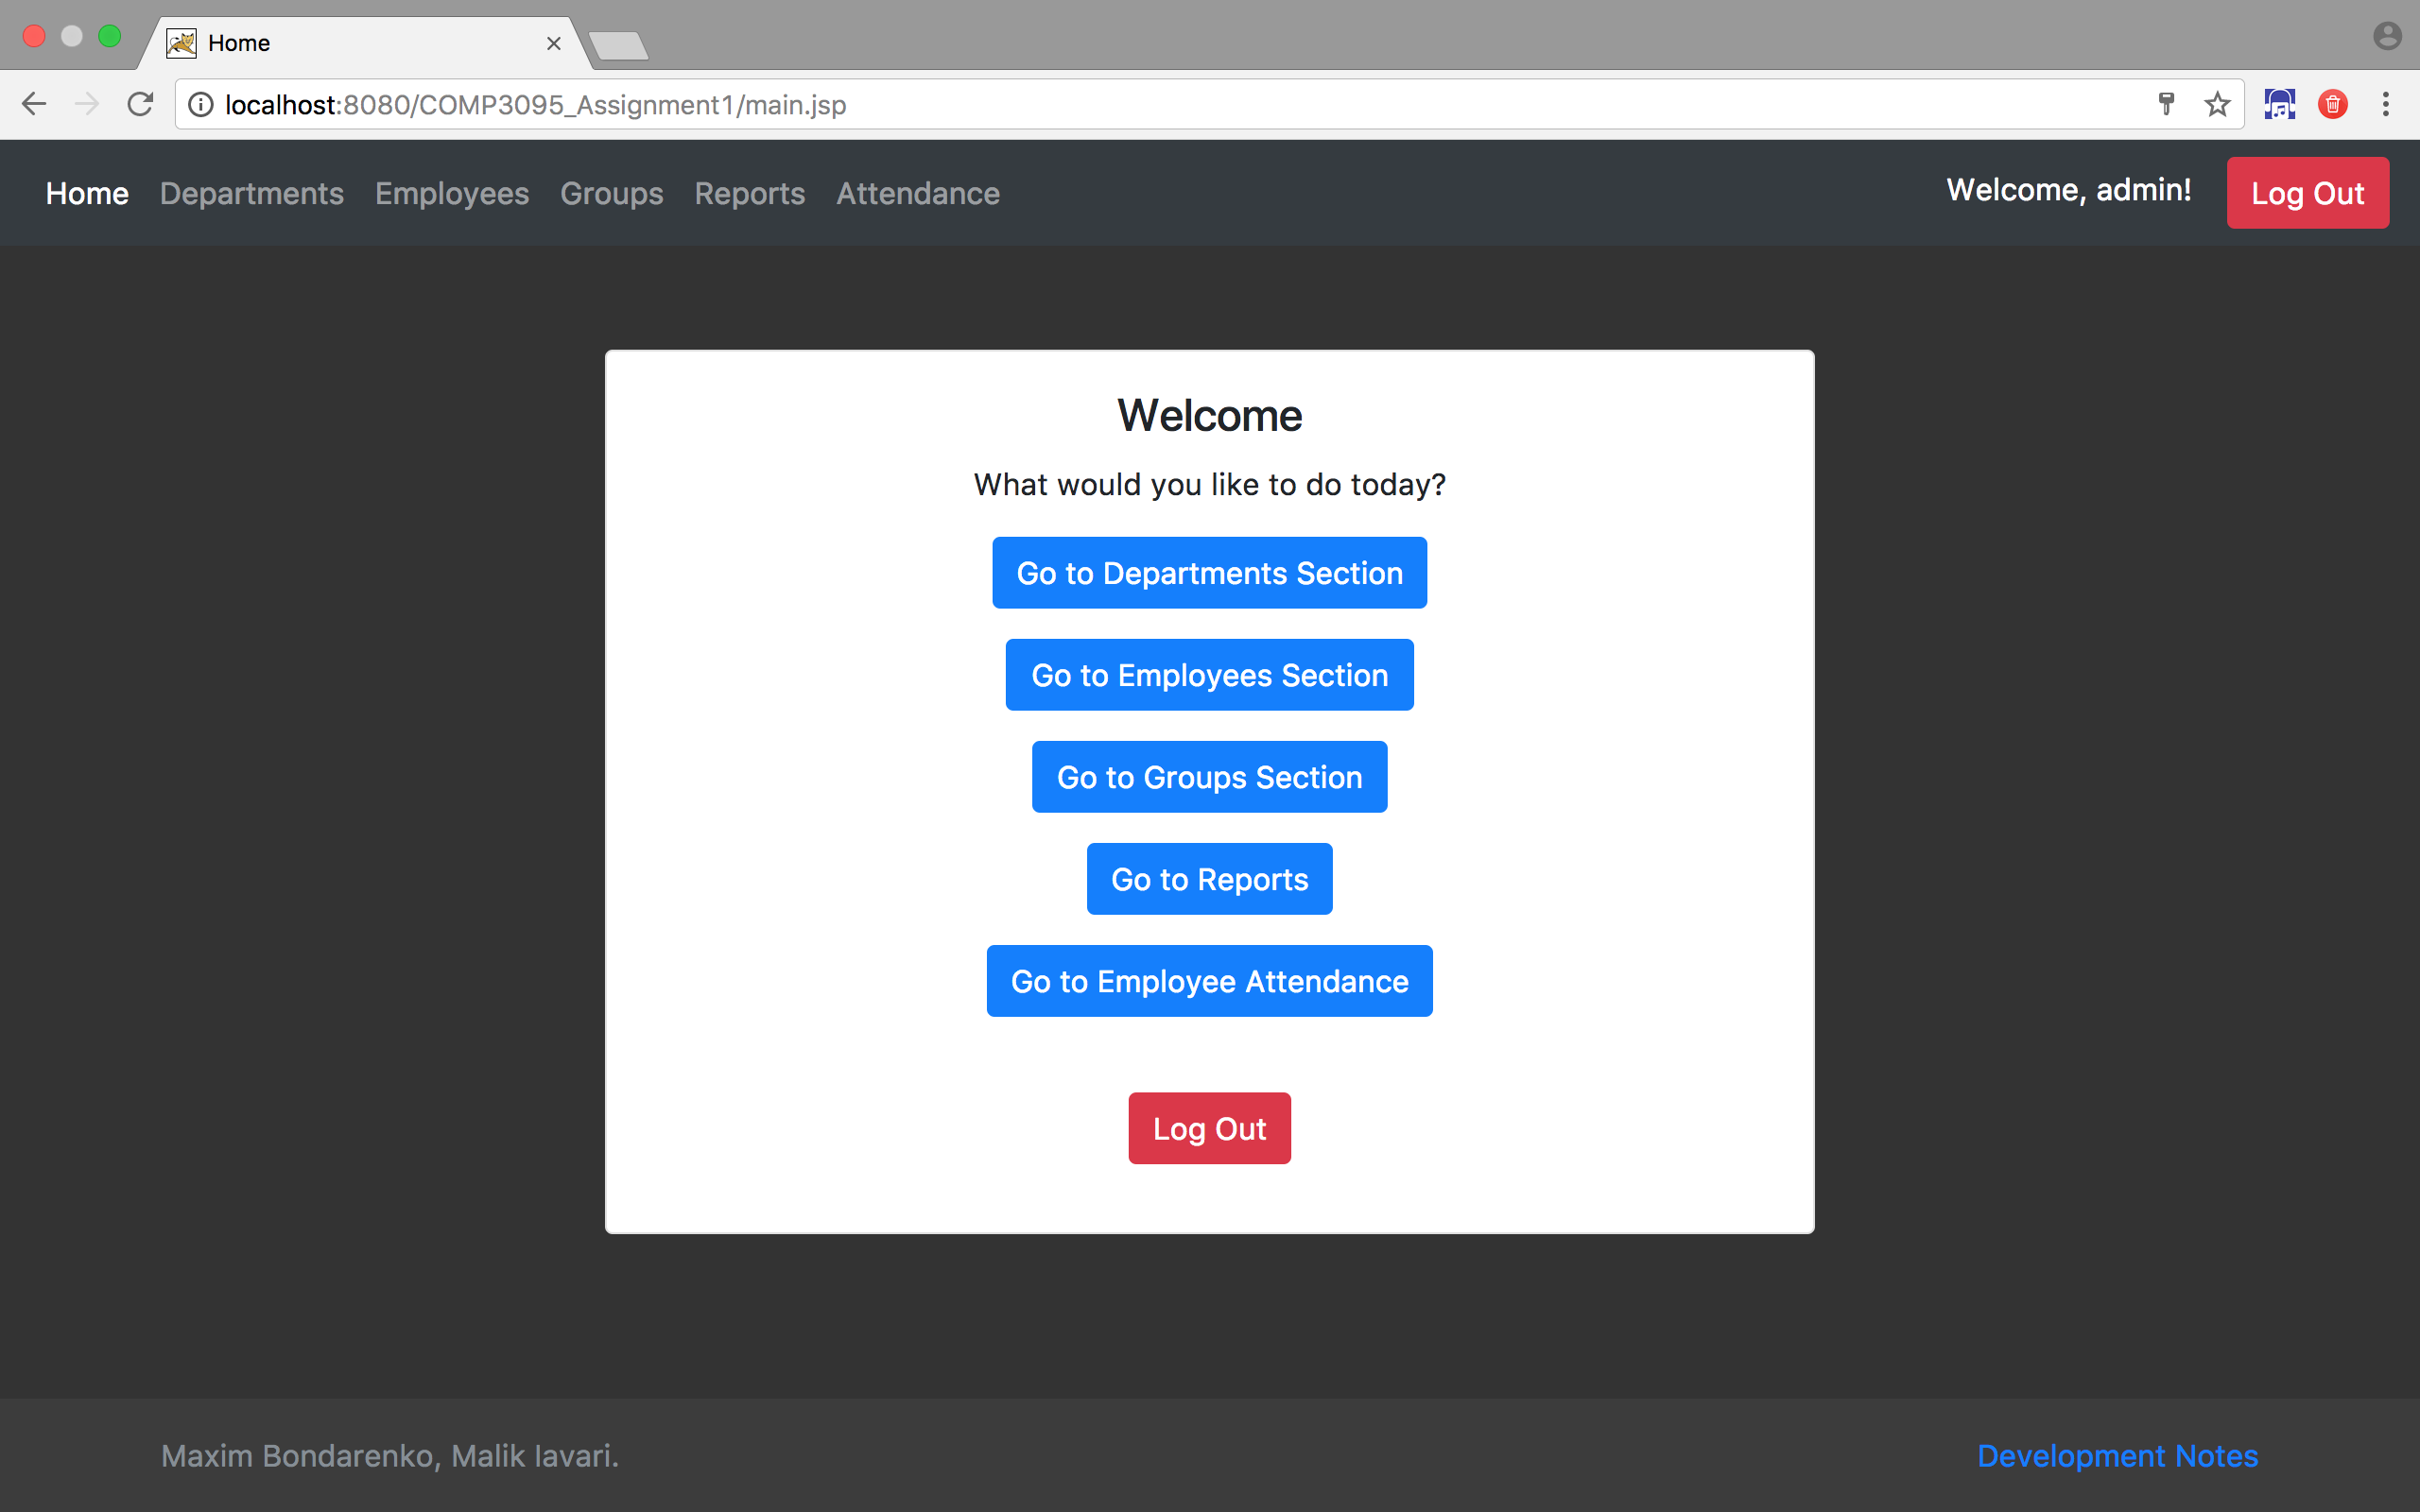 Home
localhost:8080/COMP3095_Assignment1/main.jsp
Home Departments Employees Groups Reports Attendance Welcome, admin! Log Out
Welcome
What would you like to do today?
Go to Departments Section
Go to Employees Section
Go to Groups Section
Go to Reports
Go to Employee Attendance
Log Out
Maxim Bondarenko, Malik Iavari. Development Notes